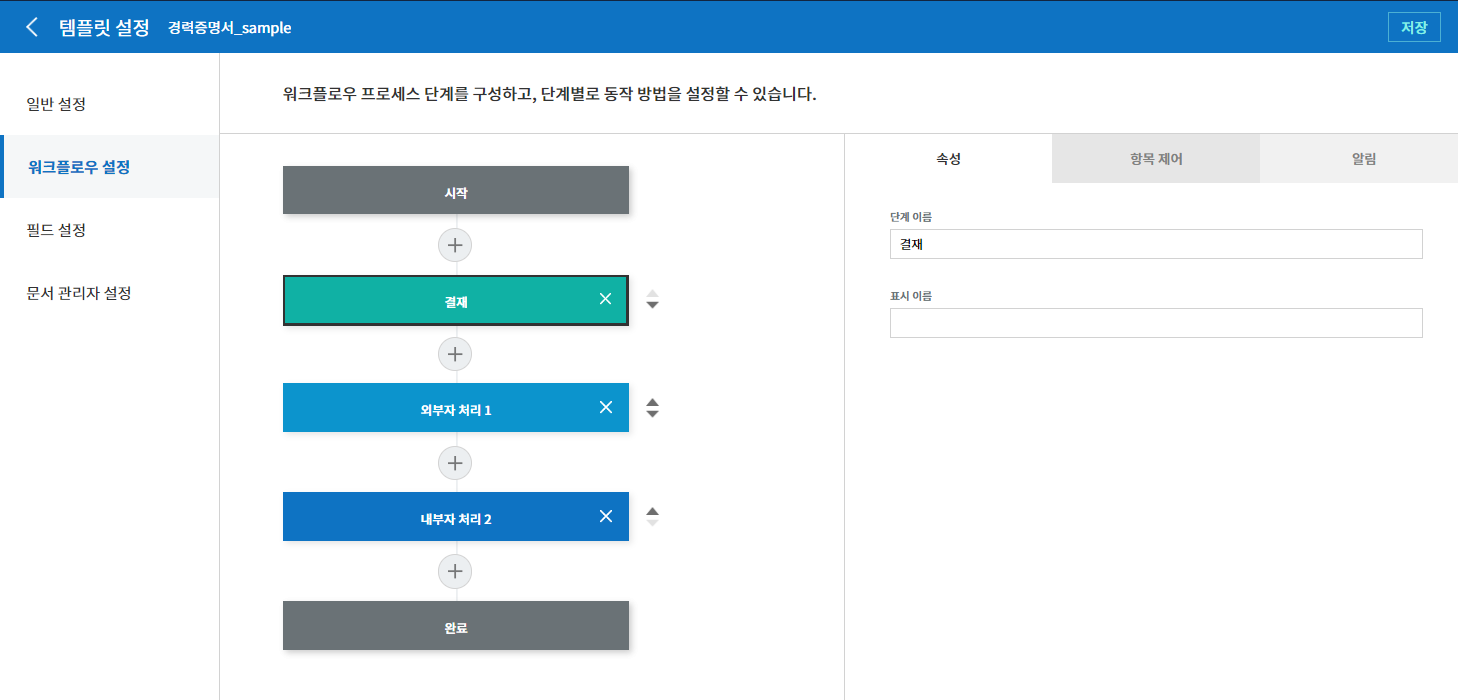 템플릿 설정 경력증명서_sample 저장
일반 설정
워크플로우 설정
필드 설정
문서 관리자 설정
워크플로우 프로세스 단계를 구성하고, 단계별로 동작 방법을 설정할 수 있습니다.
시작
결재
외부자 처리 1
내부자 처리 2
완료
속성 항목 제어 알림
단계 이름
결재
표시 이름